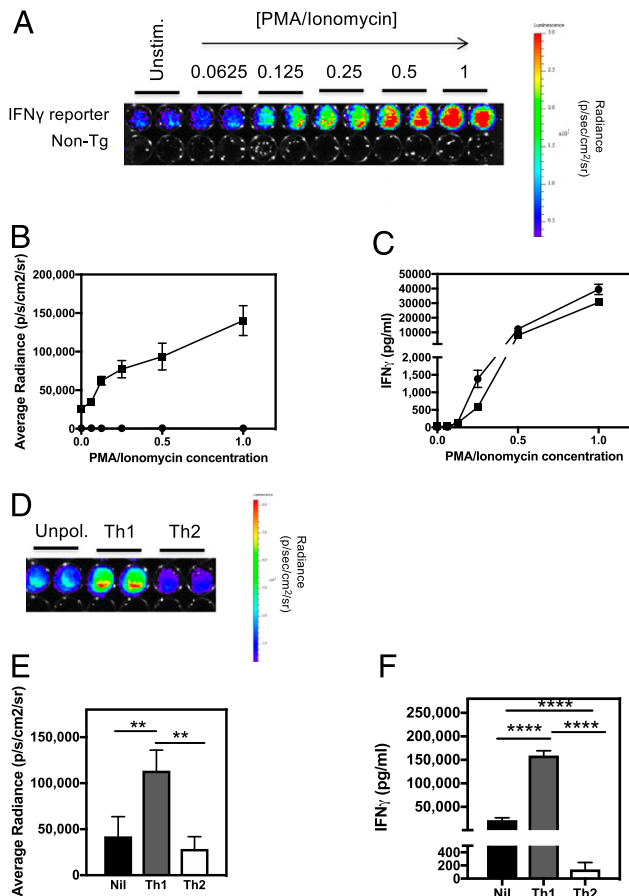 A
[PMA/Ionomycin]
Unstim.
0.0625 0.125 0.25 0.5 1
IFNγ reporter
Non-Tg
Luminescence
3.0
2.0
1.5
1.0
0.5
Radiance
(p/sec/cm²/sr)
B
Average Radiance (p/s/cm2/sr)
200,000
150,000
100,000
50,000
0
0.0 0.5 1.0
PMA/Ionomycin concentration
C
IFNγ (pg/ml)
50000
40000
30000
20000
10000
2,000
1,500
1,000
500
0
0.0 0.5 1.0
PMA/Ionomycin concentration
D
Unpol. Th1 Th2
Radiance
(p/sec/cm²/sr)
E
Average Radiance (p/s/cm2/sr)
150,000
100,000
50,000
0
** **
Nil Th1 Th2
F
IFNγ (pg/ml)
250,000
200,000
150,000
100,000
50,000
400
200
0
****
**** ****
Nil Th1 Th2